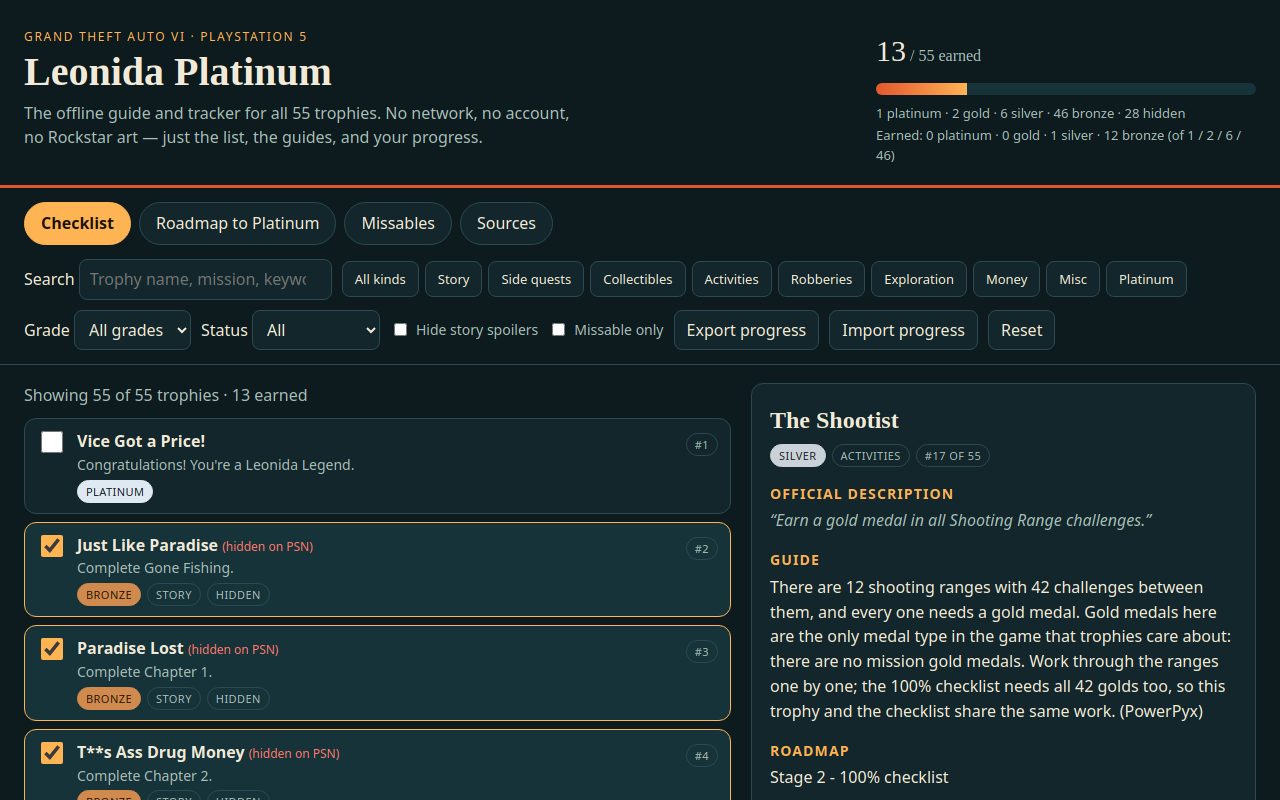 GRAND THEFT AUTO VI · PLAYSTATION 5
Leonida Platinum
The offline guide and tracker for all 55 trophies. No network, no account,
no Rockstar art — just the list, the guides, and your progress.
13 / 55 earned
1 platinum · 2 gold · 6 silver · 46 bronze · 28 hidden
Earned: 0 platinum · 0 gold · 1 silver · 12 bronze (of 1 / 2 / 6 /
46)
Checklist Roadmap to Platinum Missables Sources
Search Trophy name, mission, keywo All kinds Story Side quests Collectibles Activities Robberies Exploration Money Misc Platinum
Grade All grades Status All Hide story spoilers Missable only Export progress Import progress Reset
Showing 55 of 55 trophies · 13 earned
Vice Got a Price! #1
Congratulations! You're a Leonida Legend.
PLATINUM
Just Like Paradise (hidden on PSN) #2
Complete Gone Fishing.
BRONZE STORY HIDDEN
Paradise Lost (hidden on PSN) #3
Complete Chapter 1.
BRONZE STORY HIDDEN
T**s Ass Drug Money (hidden on PSN) #4
Complete Chapter 2.
BRONZE STORY HIDDEN
The Shootist
SILVER ACTIVITIES #17 OF 55
OFFICIAL DESCRIPTION
“Earn a gold medal in all Shooting Range challenges.”
GUIDE
There are 12 shooting ranges with 42 challenges between
them, and every one needs a gold medal. Gold medals here
are the only medal type in the game that trophies care about:
there are no mission gold medals. Work through the ranges
one by one; the 100% checklist needs all 42 golds too, so this
trophy and the checklist share the same work. (PowerPyx)
ROADMAP
Stage 2 - 100% checklist